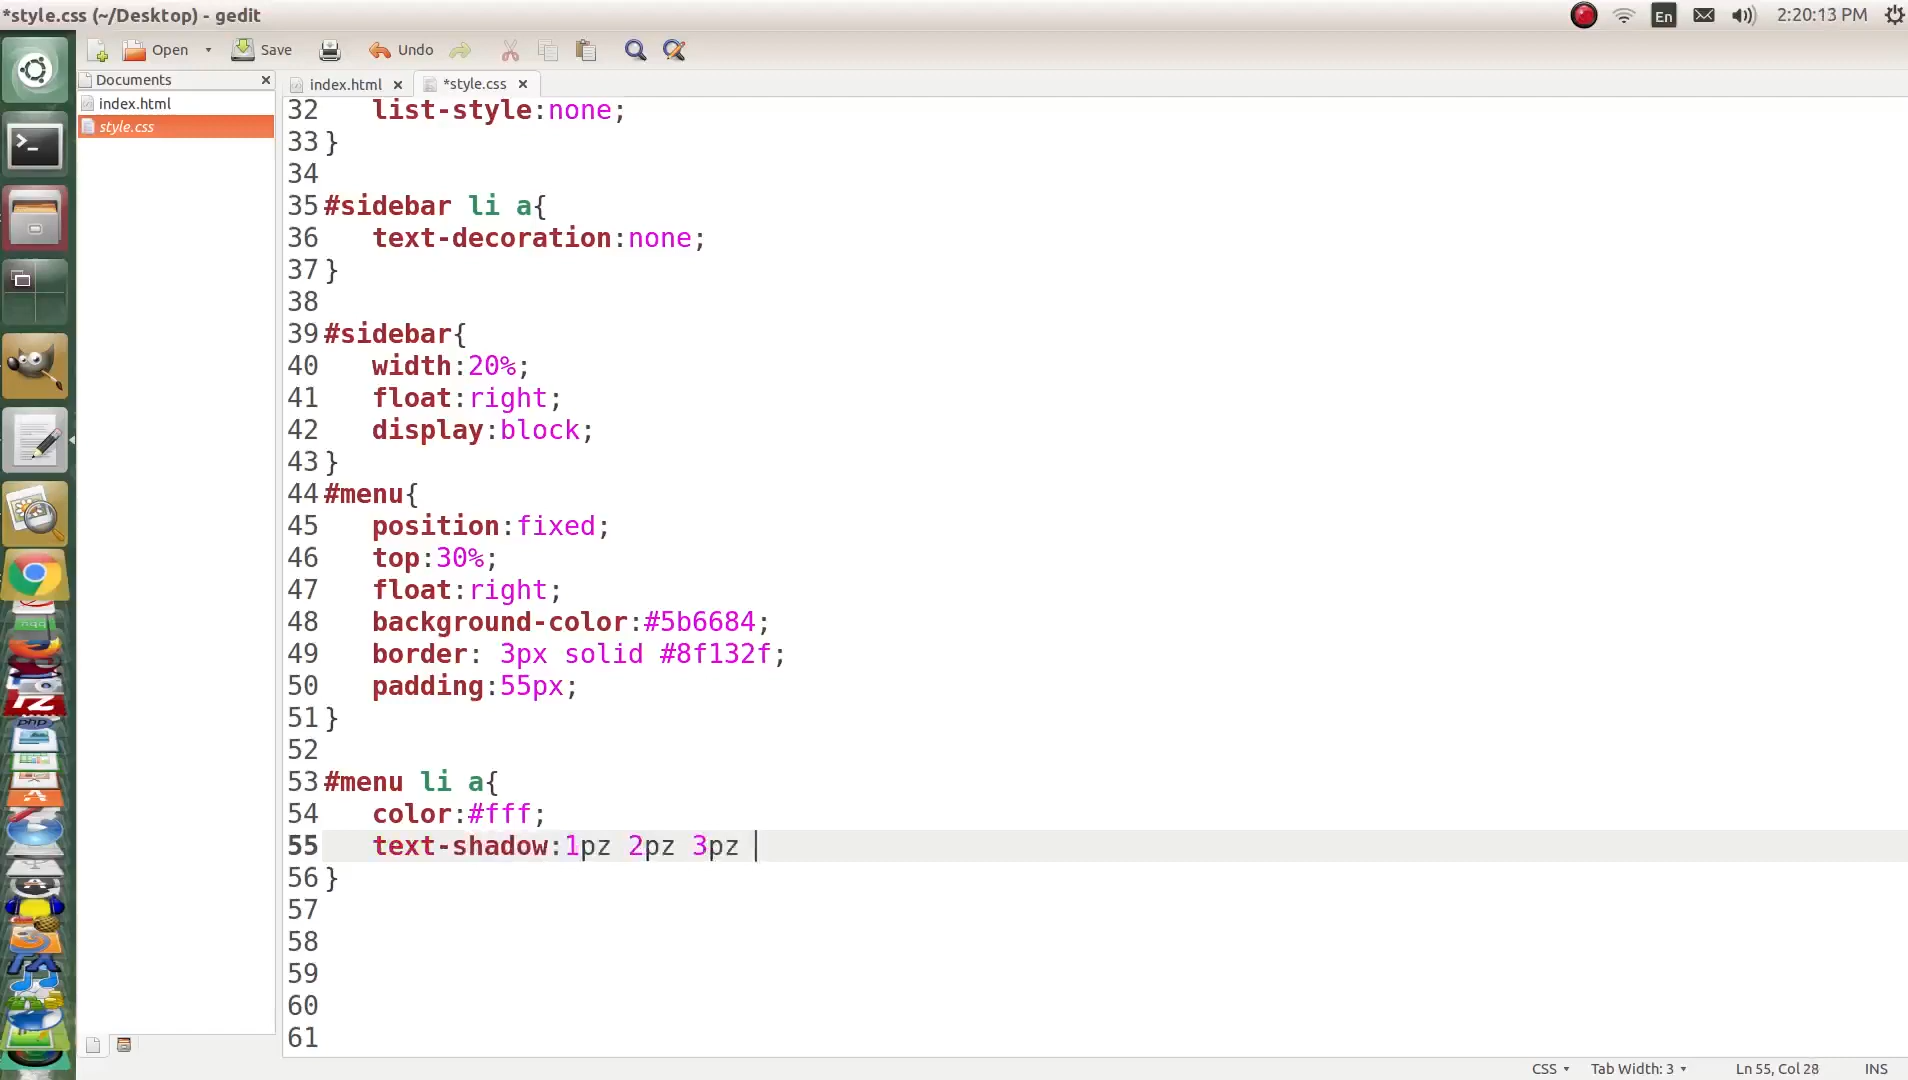 *style.css (~/Desktop) - gedit
En
2:20:13 PM
Open
Save
Undo
Documents
index.html
style.css
index.html
*style.css
32 list-style:none;
33 }
34
35 #sidebar li a{
36 text-decoration:none;
37 }
38
39 #sidebar{
40 width:20%;
41 float:right;
42 display:block;
43 }
44 #menu{
45 position:fixed;
46 top:30%;
47 float:right;
48 background-color:#5b6684;
49 border: 3px solid #8f132f;
50 padding:55px;
51 }
52
53 #menu li a{
54 color:#fff;
55 text-shadow:1pz 2pz 3pz
56 }
57
58
59
60
61
CSS
Tab Width: 3
Ln 55, Col 28
INS